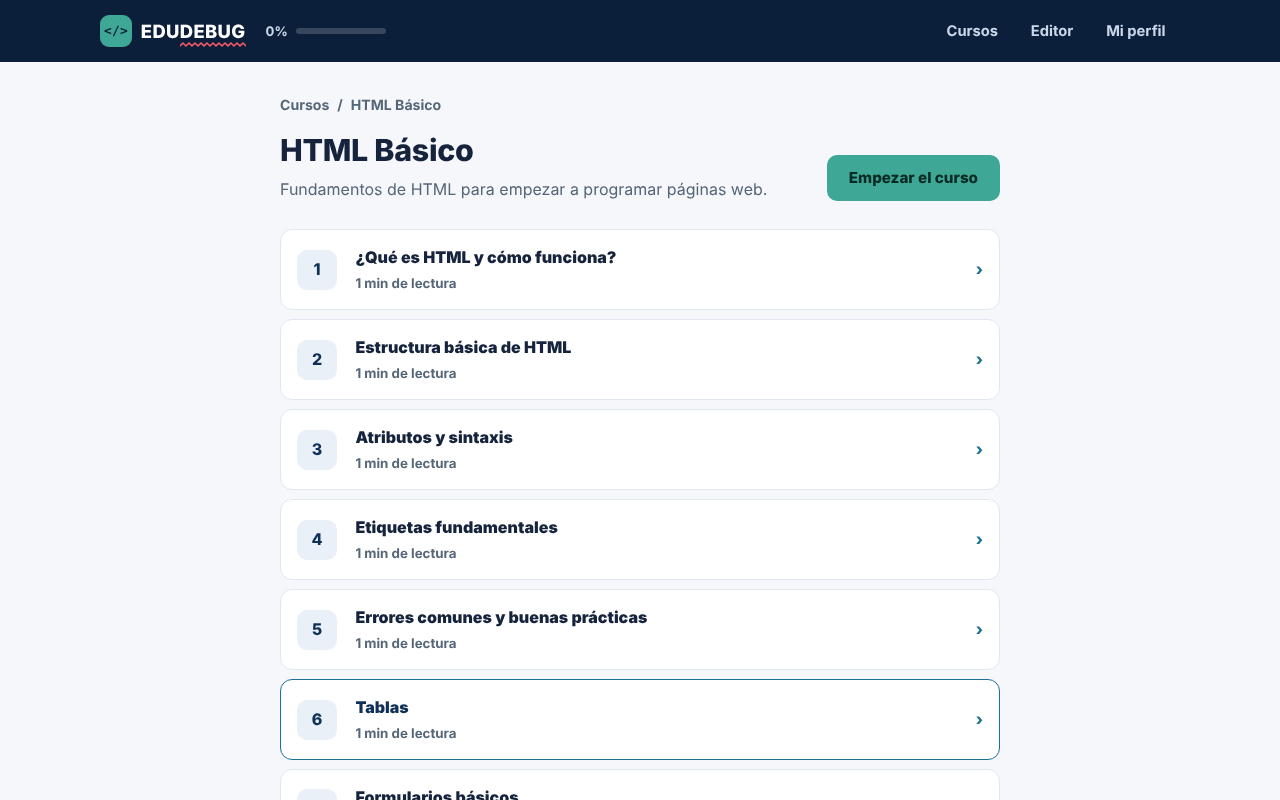 </> EDUDEBUG 0% Cursos Editor Mi perfil
Cursos / HTML Básico
HTML Básico
Fundamentos de HTML para empezar a programar páginas web.
Empezar el curso
1 ¿Qué es HTML y cómo funciona? ›
1 min de lectura
2 Estructura básica de HTML ›
1 min de lectura
3 Atributos y sintaxis ›
1 min de lectura
4 Etiquetas fundamentales ›
1 min de lectura
5 Errores comunes y buenas prácticas ›
1 min de lectura
6 Tablas ›
1 min de lectura
Formularios básicos